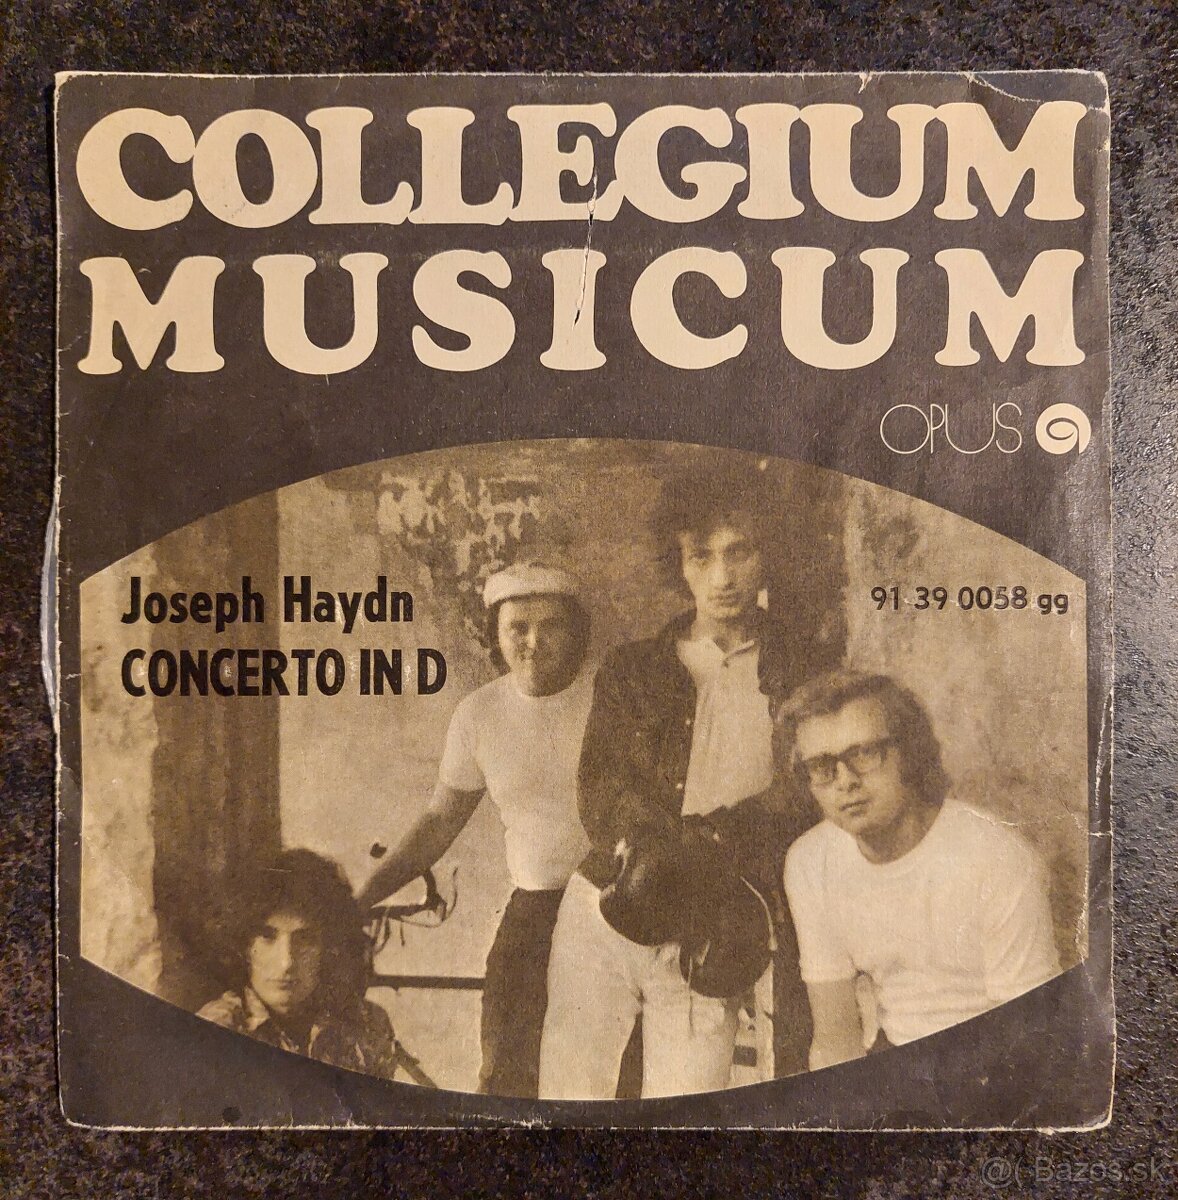 COLLEGIUM
MUSICUM
OPUS
Joseph Haydn
CONCERTO IN D
91 39 0058 gg
@( Bazos.sk